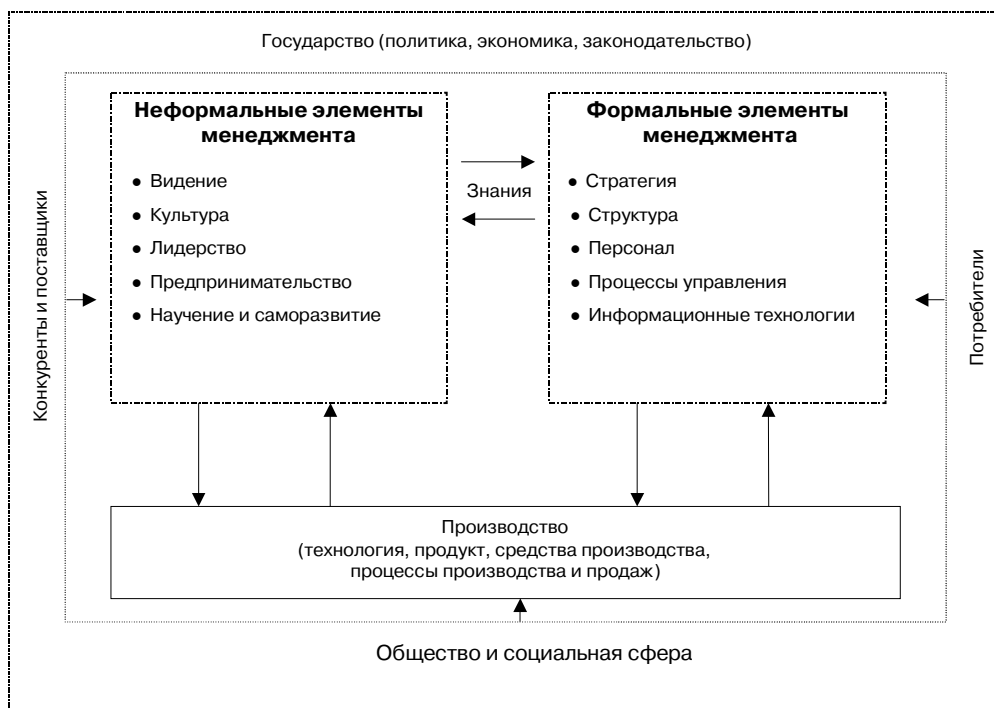 Государство (политика, экономика, законодательство)
Неформальные элементы
менеджмента
• Видение
• Культура
• Лидерство
• Предпринимательство
• Научение и саморазвитие
Знания
Формальные элементы
менеджмента
• Стратегия
• Структура
• Персонал
• Процессы управления
• Информационные технологии
Конкуренты и поставщики
Потребители
Производство
(технология, продукт, средства производства,
процессы производства и продаж)
Общество и социальная сфера